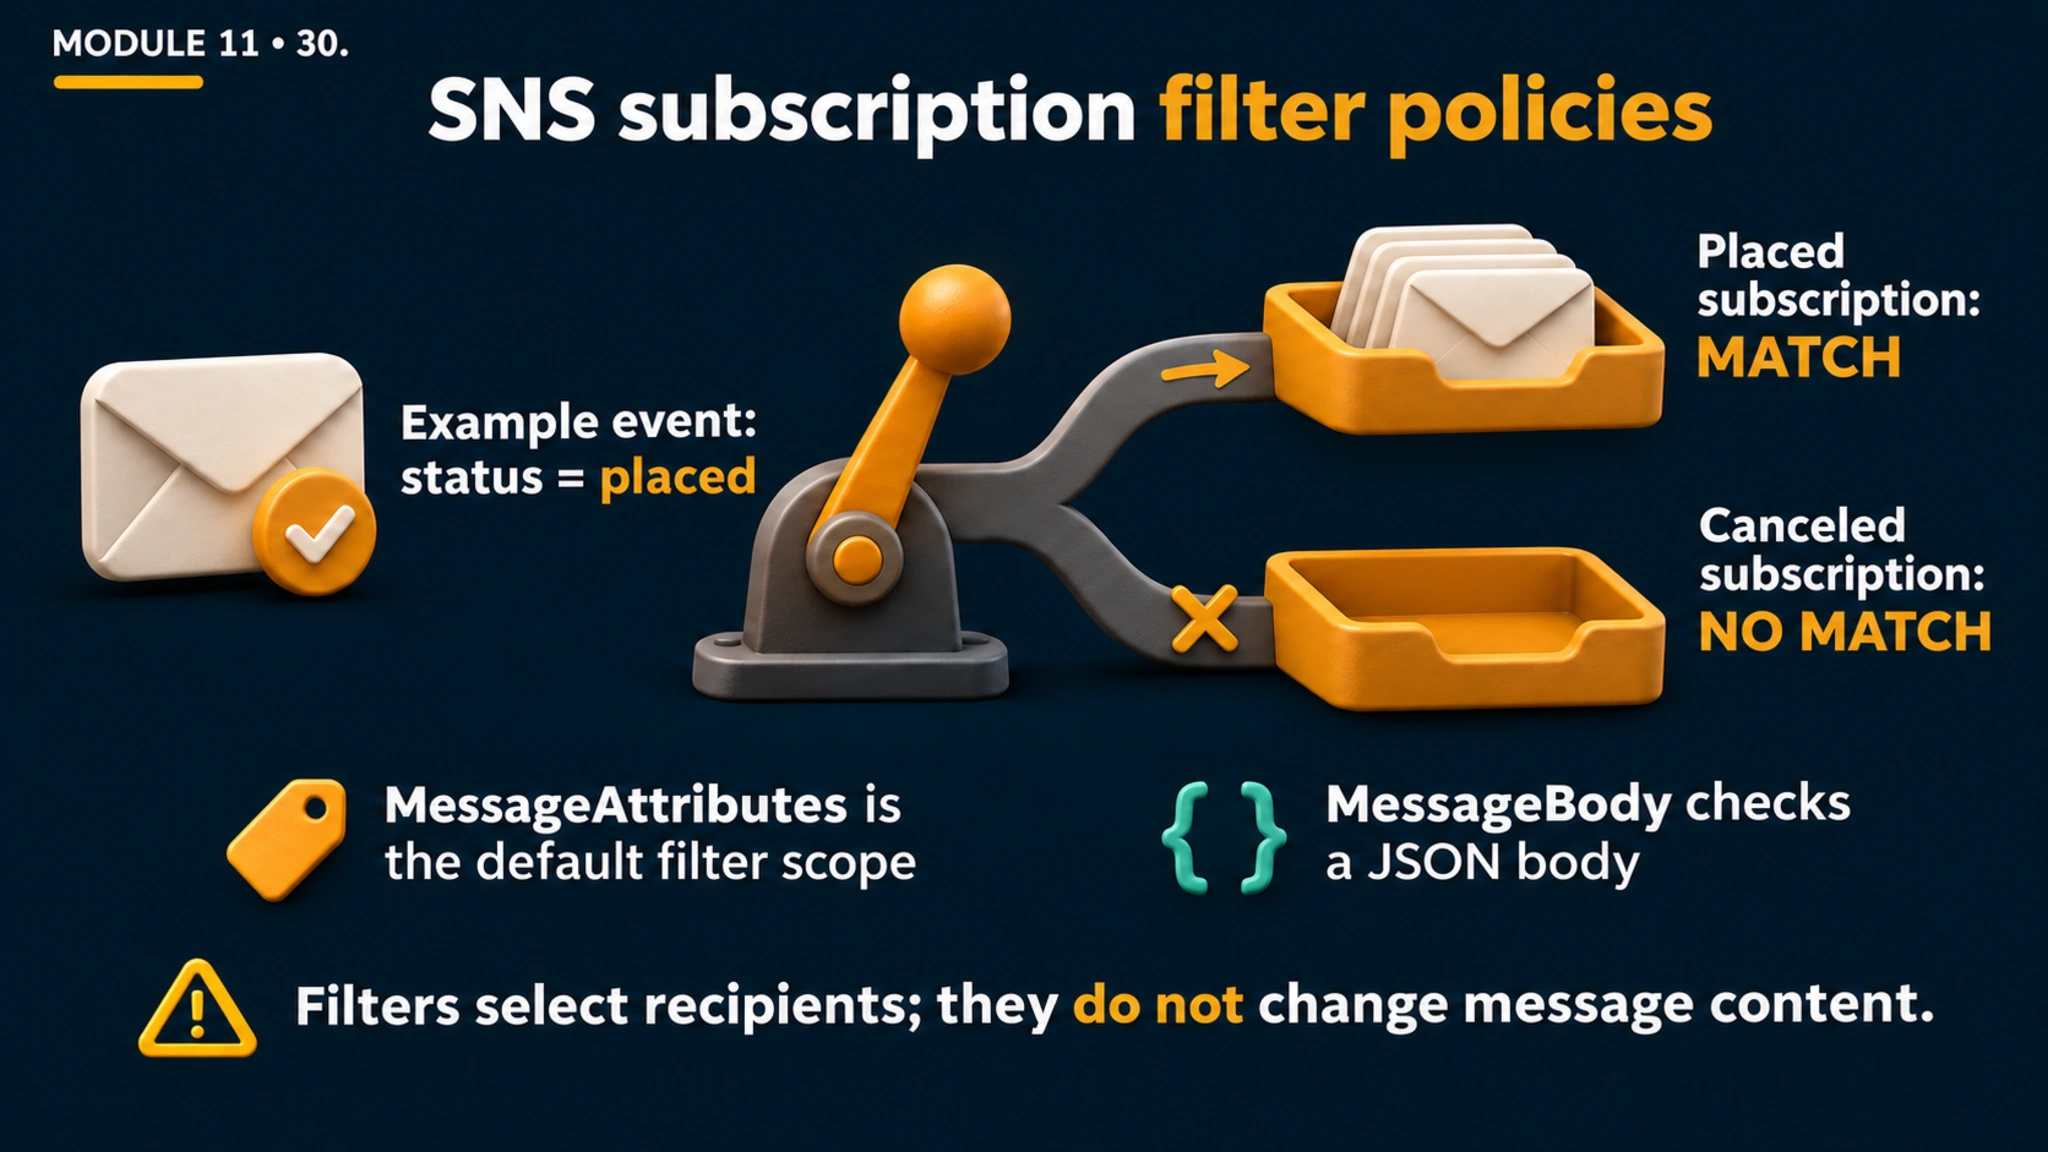 MODULE 11 • 30.
SNS subscription filter policies
Example event:
status = placed
Placed
subscription:
MATCH
Canceled
subscription:
NO MATCH
MessageAttributes is
the default filter scope
MessageBody checks
a JSON body
Filters select recipients; they do not change message content.